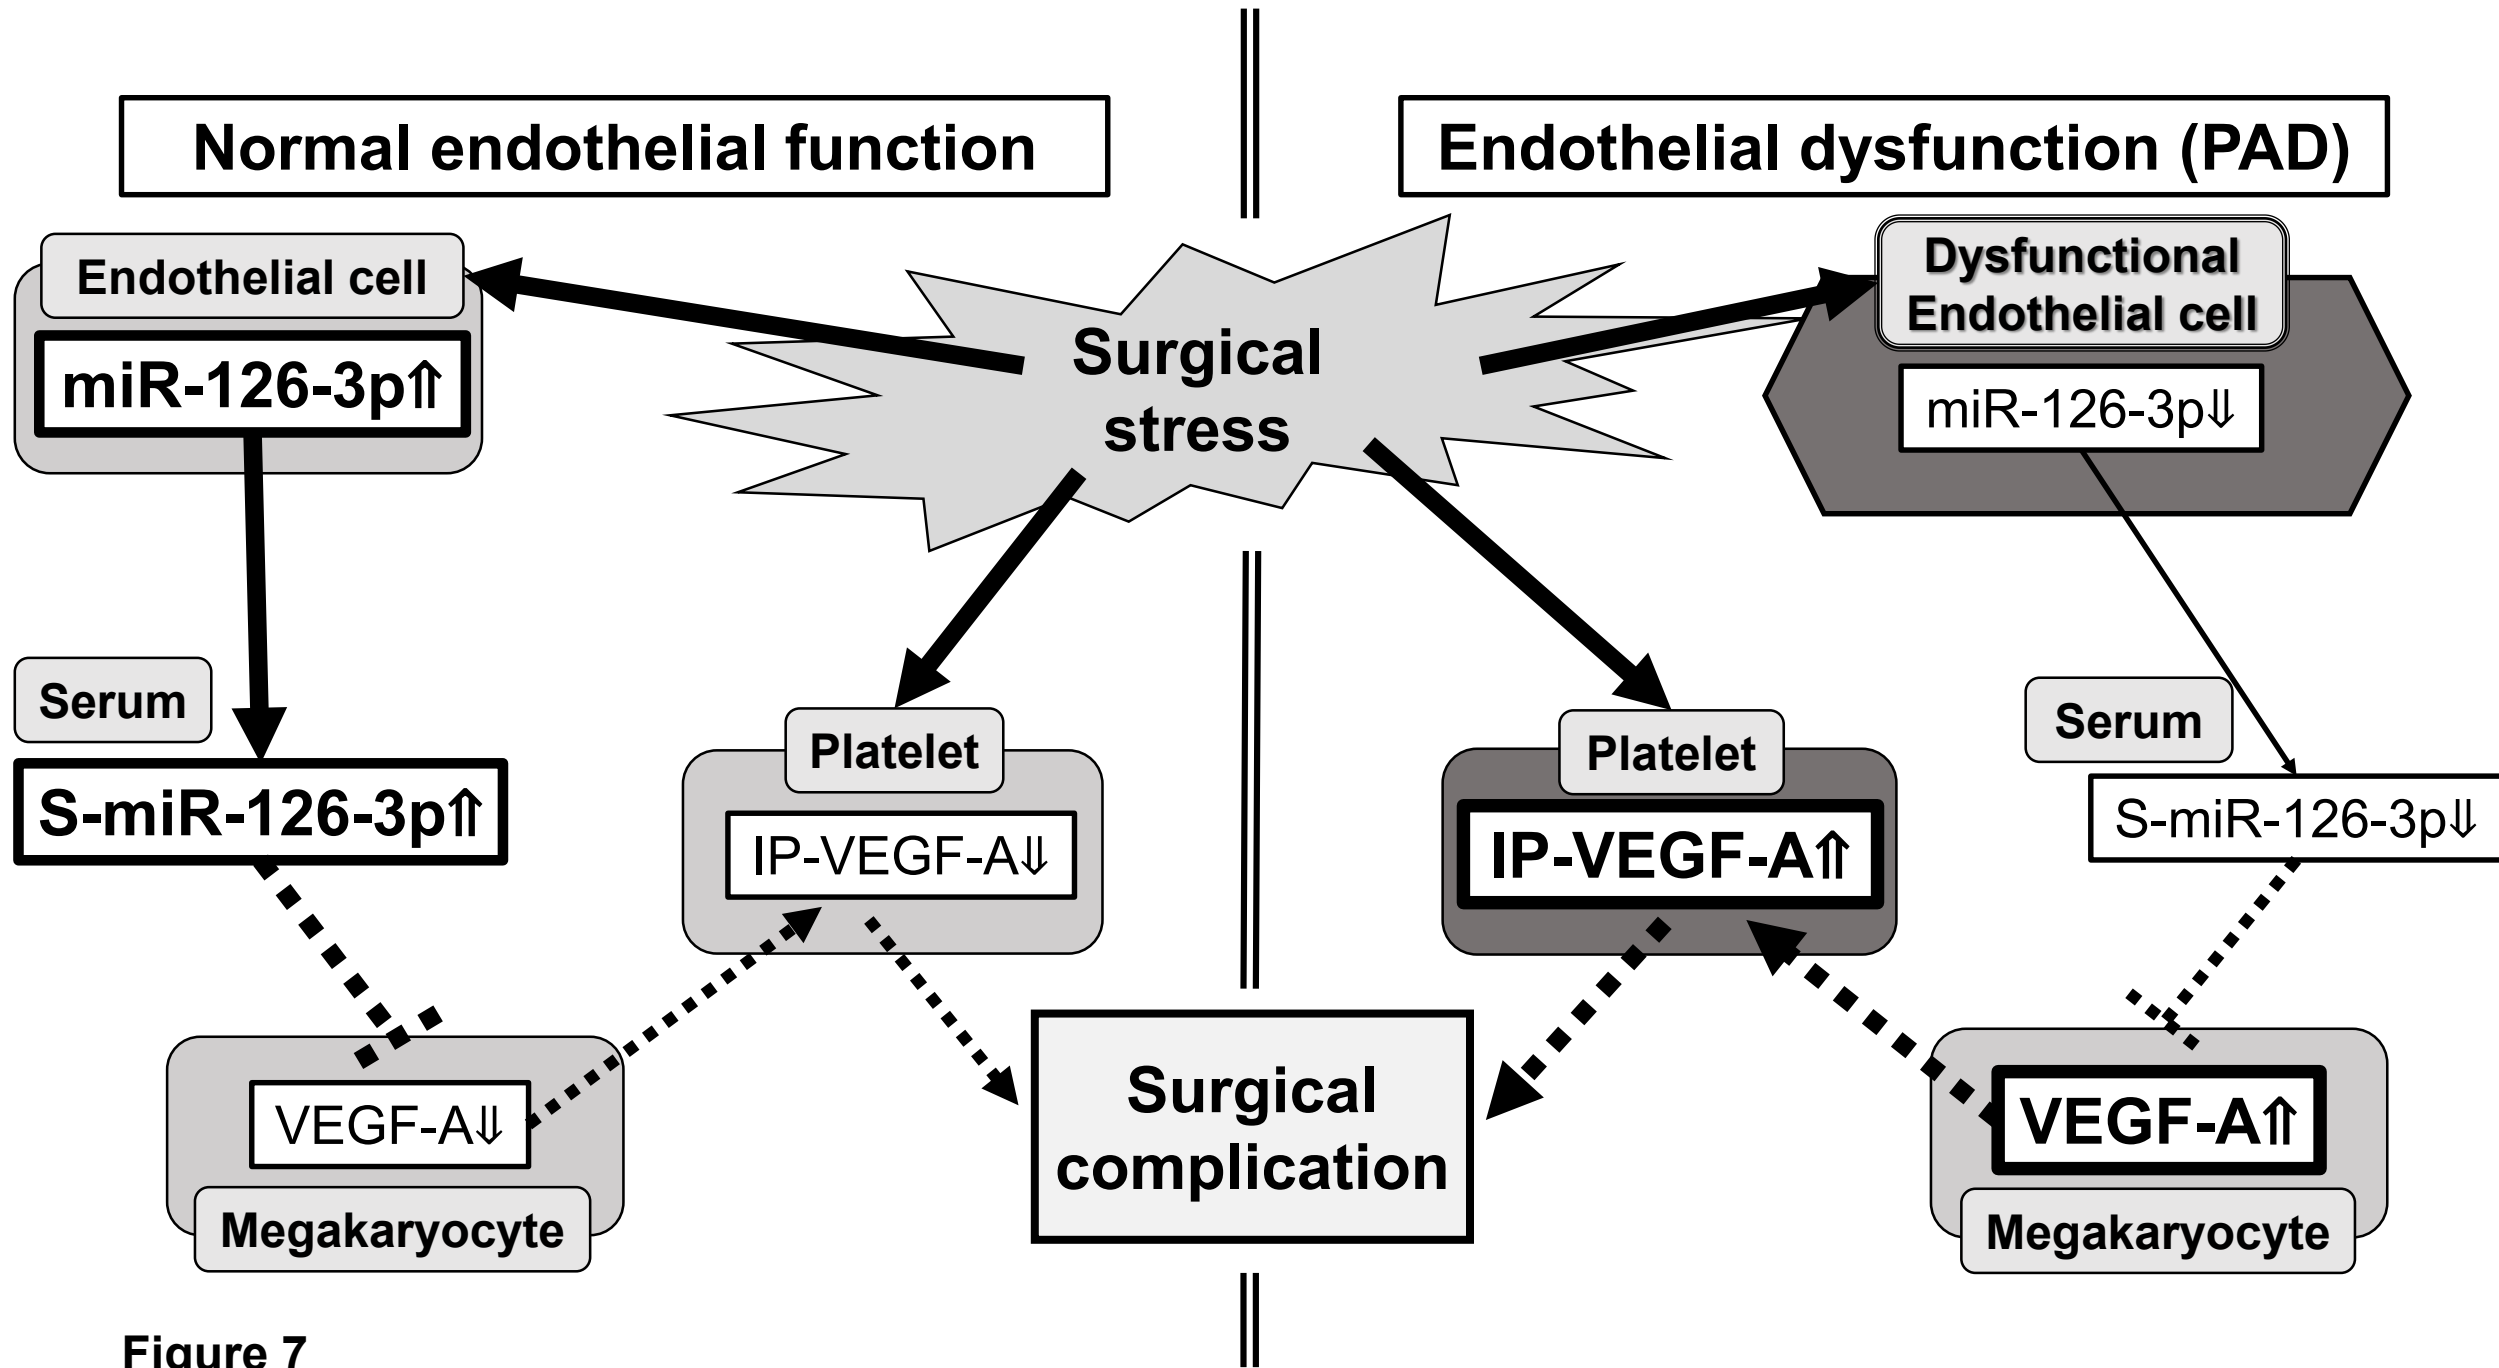 Normal endothelial function
Endothelial dysfunction (PAD)
Endothelial cell
miR-126-3p⇑
Surgical
stress
Dysfunctional
Endothelial cell
miR-126-3p⇓
Serum
S-miR-126-3p⇑
Platelet
IP-VEGF-A⇓
Platelet
IP-VEGF-A⇑
Serum
S-miR-126-3p⇓
VEGF-A⇓
Megakaryocyte
Surgical
complication
VEGF-A⇑
Megakaryocyte
Figure 7